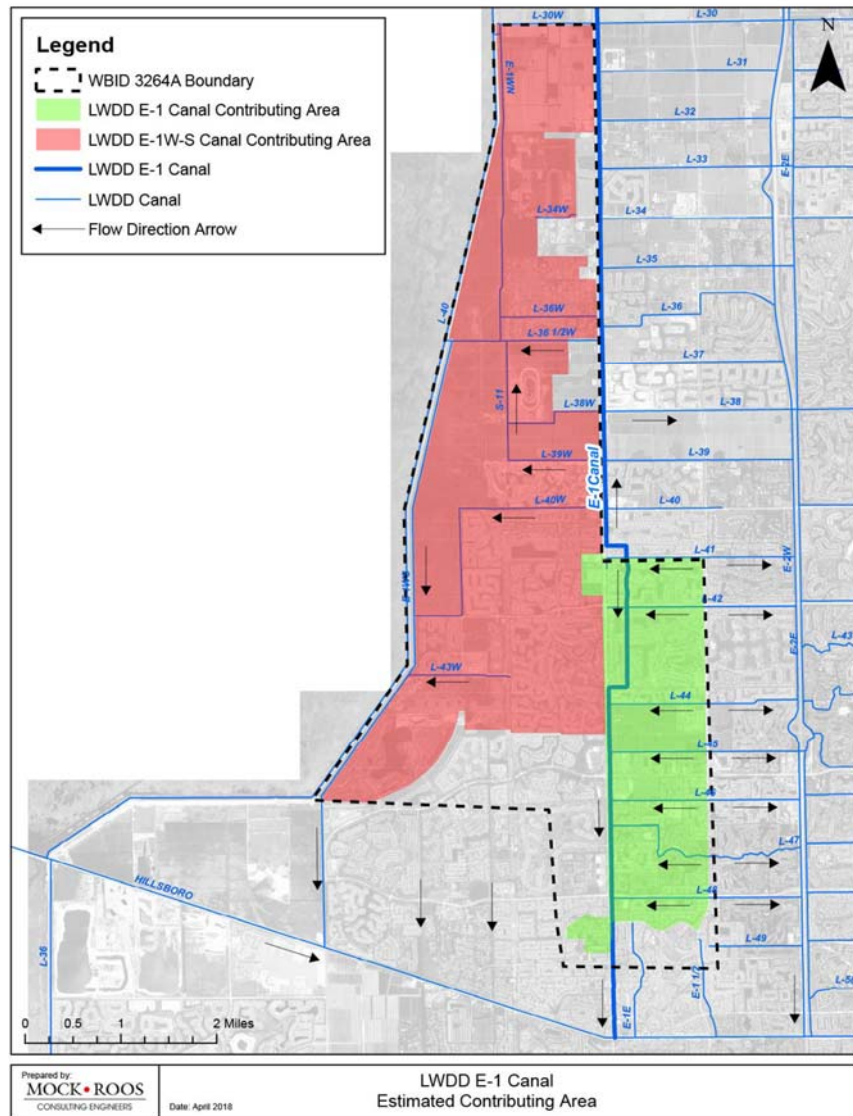 Legend
WBID 3264A Boundary
LWDD E-1 Canal Contributing Area
LWDD E-1W-S Canal Contributing Area
LWDD E-1 Canal
LWDD Canal
Flow Direction Arrow
L-30W
L-30
N
E-1WN
L-31
L-32
L-33
E-2E
L-34W
L-34
L-35
L-36W
L-36
L-40
L-36 1/2W
L-37
S-11
L-38W
L-38
L-39W
L-39
E-1Canal
L-40W
L-40
L-41
E-2W
L-42
L-43
E-2E
L-43W
L-44
L-45
L-46
L-47
HILLSBORO
L-48
L-49
L-36
E-1E
E-1 1/2
0 0.5 1 2 Miles
Prepared by:
MOCK•ROOS
CONSULTING ENGINEERS
Date: April 2018
LWDD E-1 Canal
Estimated Contributing Area